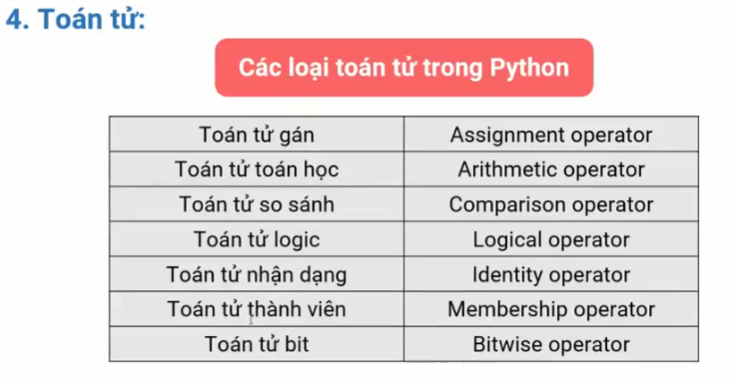 4. Toán tử:
Các loại toán tử trong Python
Toán tử gán Assignment operator
Toán tử toán học Arithmetic operator
Toán tử so sánh Comparison operator
Toán tử logic Logical operator
Toán tử nhận dạng Identity operator
Toán tử thành viên Membership operator
Toán tử bit Bitwise operator